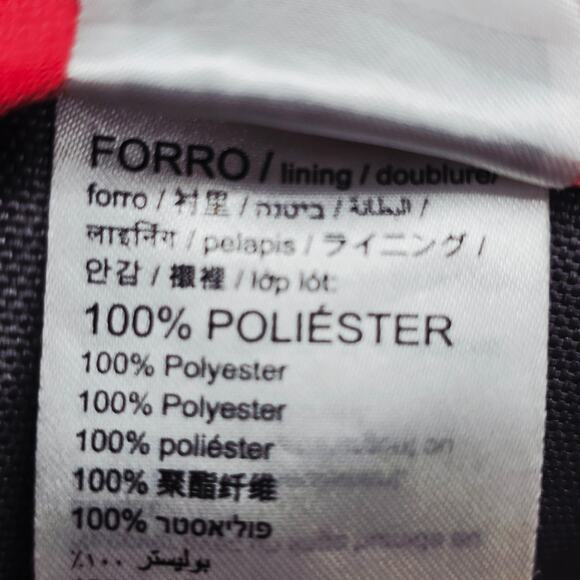 FORRO / lining / doublure/
forro / 衬里 / ביטנה / البطانة /
लाइनिंग / pelapis / ライニング /
안감 / 襯裡 / lớp lót:
100% POLIÉSTER
100% Polyester
100% Polyester
100% poliéster
100% 聚酯纤维
100% פוליאסטר
٪١٠٠ بوليستر